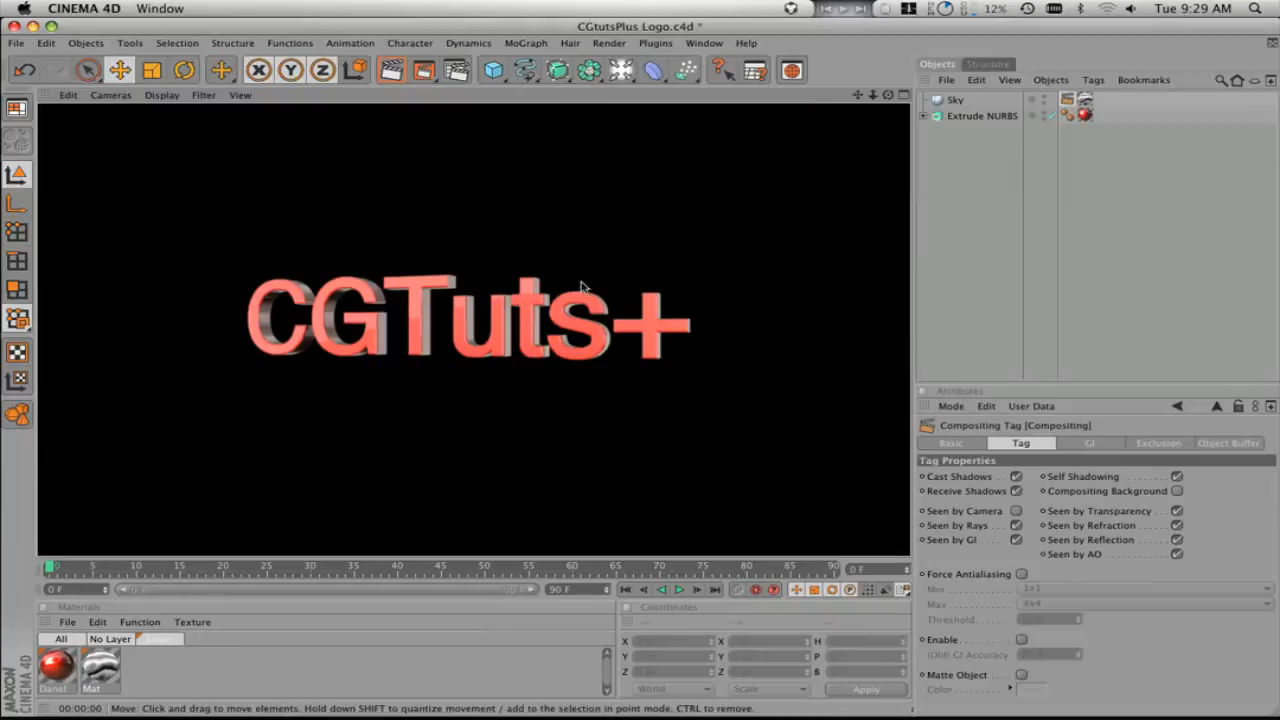 CINEMA 4D Window 12% Tue 9:29 AM
CGtutsPlus Logo.c4d *
File Edit Objects Tools Selection Structure Functions Animation Character Dynamics MoGraph Hair Render Plugins Window Help
X Y Z
Objects Structure
File Edit View Objects Tags Bookmarks
Edit Cameras Display Filter View
Sky
Extrude NURBS
CGTuts+
Attributes
Mode Edit User Data
Compositing Tag [Compositing]
Basic Tag GI Exclusion Object Buffer
Tag Properties
Cast Shadows Self Shadowing
Receive Shadows Compositing Background
Seen by Camera Seen by Transparency
Seen by Rays Seen by Refraction
Seen by GI Seen by Reflection
Seen by AO
Force Antialiasing
Min 1x1
Max 4x4
Threshold
Enable
(Old) GI Accuracy
Matte Object
Color
0 5 10 15 20 25 30 35 40 45 50 55 60 65 70 75 80 85 90 0 F
0 F 90 F
Materials
File Edit Function Texture
All No Layer
Danel Mat
Coordinates
X X H
Y Y P
Z Z B
World Scale Apply
MAXON CINEMA 4D
00:00:00 Move: Click and drag to move elements. Hold down SHIFT to quantize movement / add to the selection in point mode. CTRL to remove.